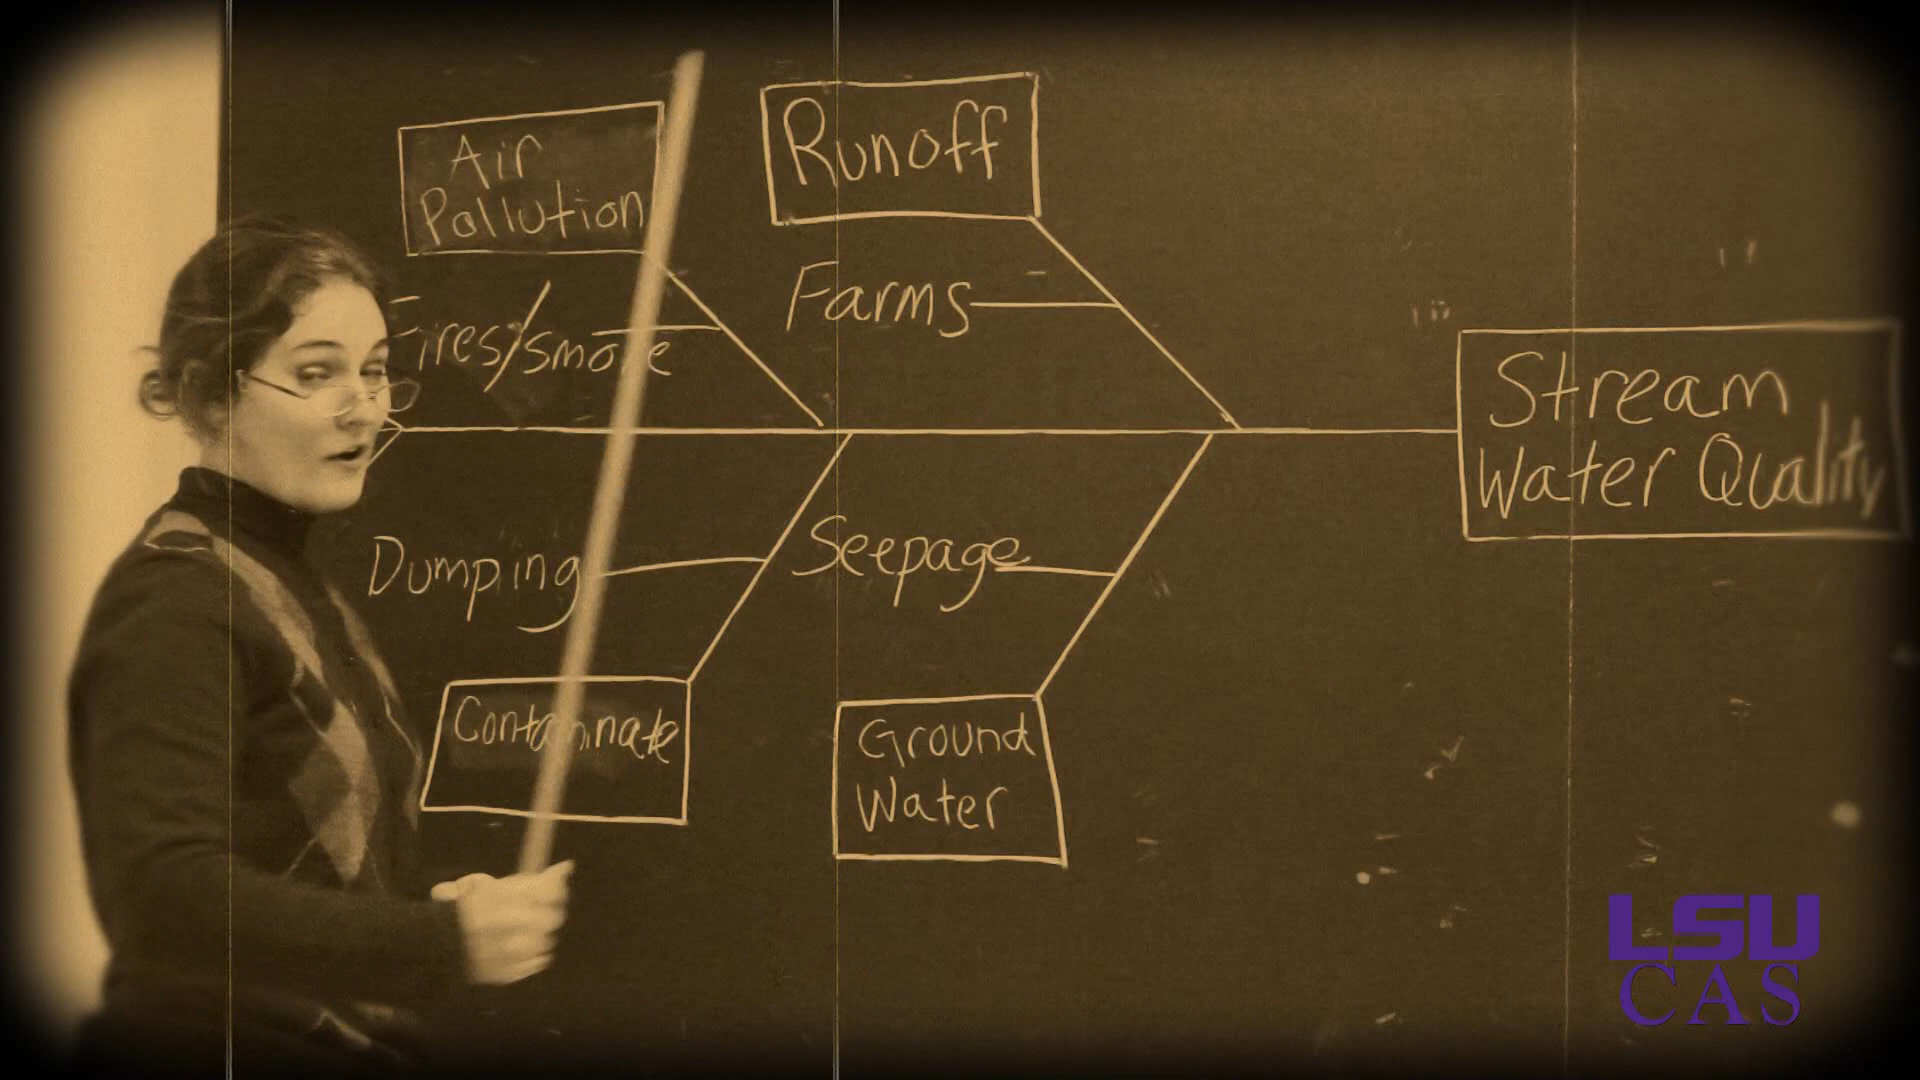 Air
Pollution
Runoff
Fires/smoke
Farms
Stream
Water Quality
Dumping
Seepage
Contaminate
Ground
Water
LSU
CAS